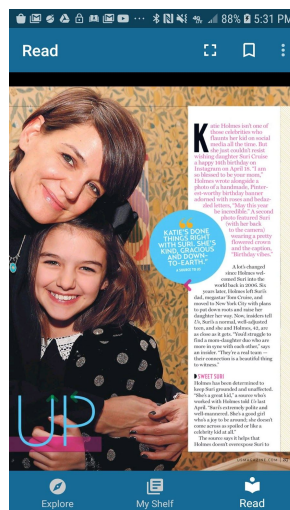 88% 5:31 PM
Read
Katie Holmes isn't one of
those celebrities who
flaunts her kid on social
media all the time. But
she just couldn't resist
wishing daughter Suri Cruise
a happy 14th birthday on
Instagram on April 18. "I am
so blessed to be your mom,"
Holmes wrote alongside a
photo of a handmade, Pinter-
est-worthy birthday banner
adorned with roses and bedaz-
zled letters, "May this year
be incredible." A second
photo featured Suri
(with her back
to the camera)
wearing a pretty
flowered crown
and the caption,
"Birthday vibes."
KATIE'S DONE
THINGS RIGHT
WITH SURI. SHE'S
KIND, GRACIOUS
AND DOWN-
TO-EARTH."
A lot's changed
since Holmes wel-
comed Suri into the
world back in 2006. Six
years later, Holmes left Suri's
dad, megastar Tom Cruise, and
moved to New York City with plans
to put down roots and raise her
daughter her way. Now, insiders tell
Us, Suri's a normal, well-adjusted
teen, and she and Holmes, 42, are
as close as it gets. "You'd struggle to
find a mom-daughter duo who are
more in sync with each other," says
an insider. "They're a real team —
their connection is a beautiful thing
to witness."
SWEET SURI
Holmes has been determined to
keep Suri grounded and unaffected.
"She's a great kid," a source who's
worked with Holmes told Us last
April. "Suri's extremely polite and
well-mannered. She's a good girl
who's a joy to be around; she doesn't
come across as spoiled or like a
celebrity kid at all."
The source says it helps that
Holmes doesn't overexpose Suri to
UP
Explore
My Shelf
Read